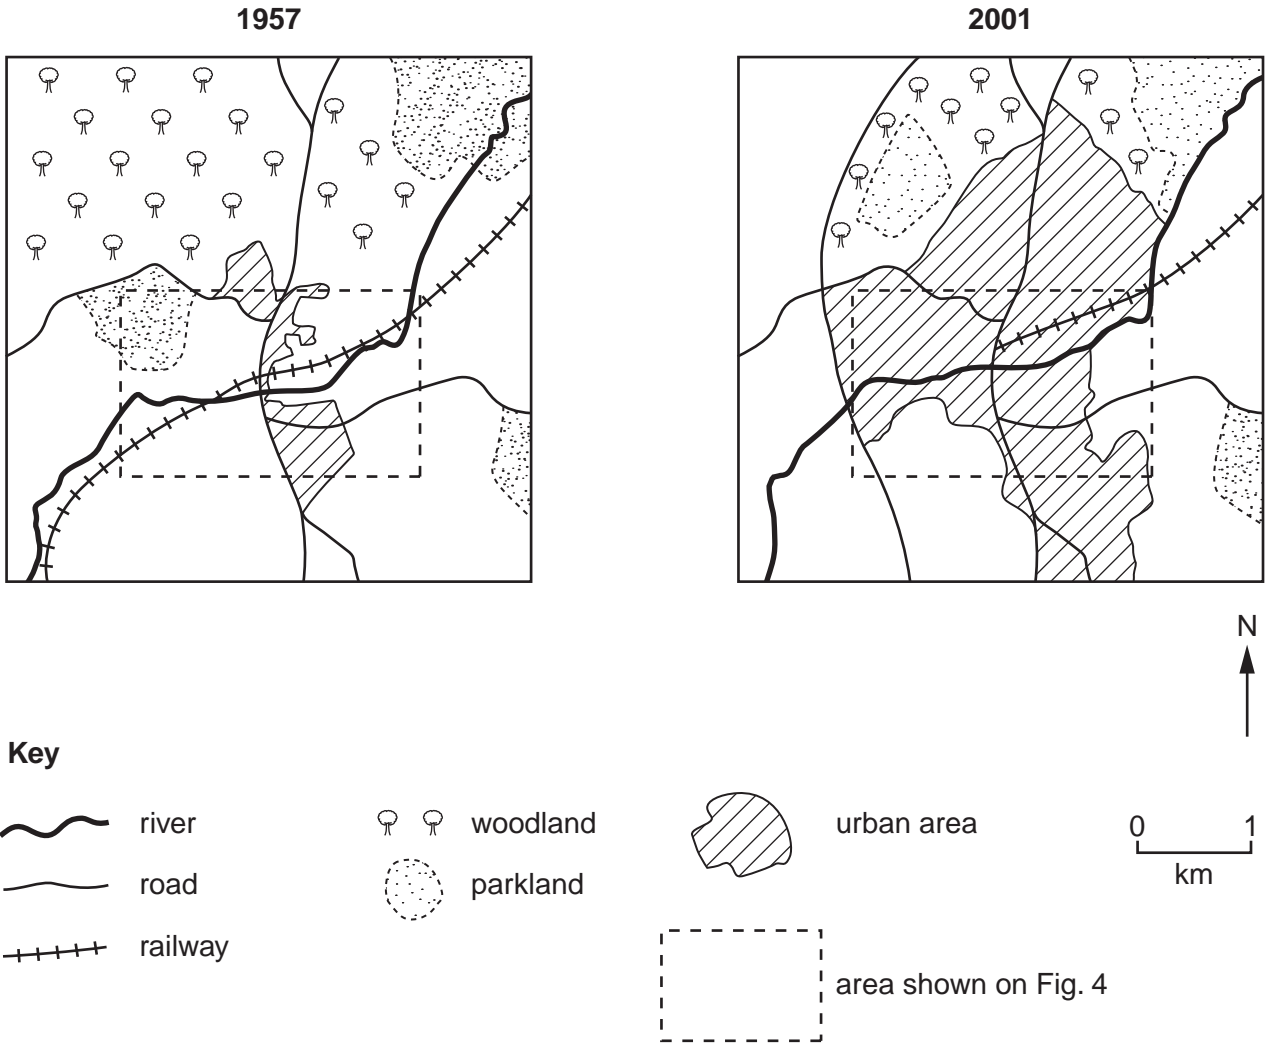 1957
2001
N
Key
river
woodland
urban area
0 1
km
road
parkland
railway
area shown on Fig. 4